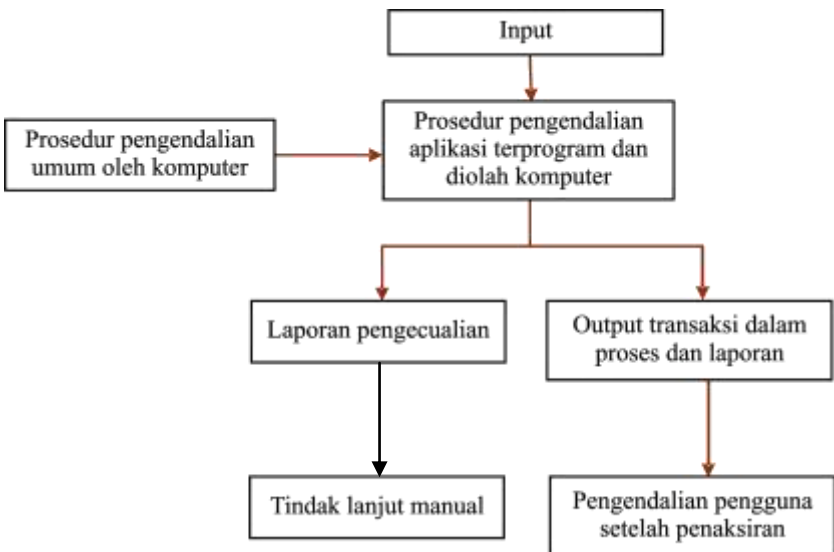 Input
Prosedur pengendalian
umum oleh komputer
Prosedur pengendalian
aplikasi terprogram dan
diolah komputer
Laporan pengecualian
Output transaksi dalam
proses dan laporan
Tindak lanjut manual
Pengendalian pengguna
setelah penaksiran